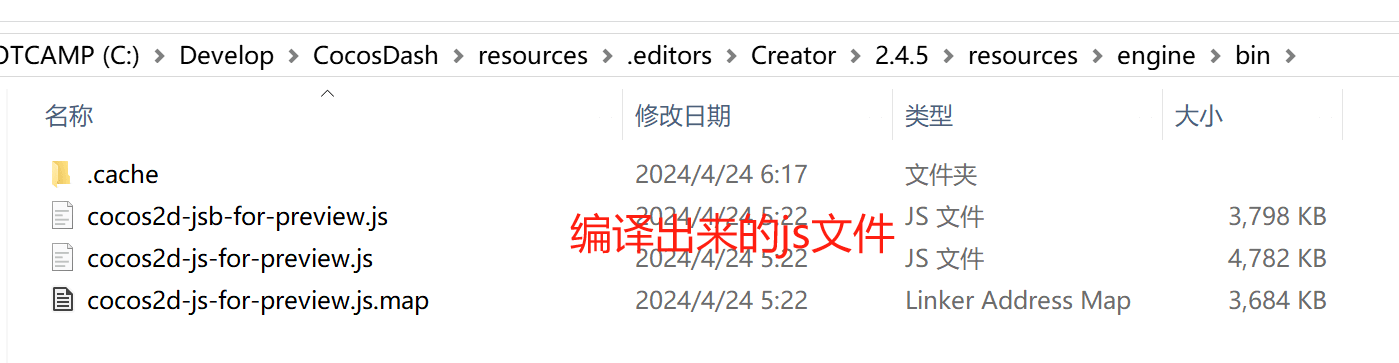 OTCAMP (C:) > Develop > CocosDash > resources > .editors > Creator > 2.4.5 > resources > engine > bin >
名称 修改日期 类型 大小
.cache 2024/4/24 6:17 文件夹
cocos2d-jsb-for-preview.js 2024/4/24 5:22 JS 文件 3,798 KB
编译出来的js文件
cocos2d-js-for-preview.js 2024/4/24 5:22 JS 文件 4,782 KB
cocos2d-js-for-preview.js.map 2024/4/24 5:22 Linker Address Map 3,684 KB